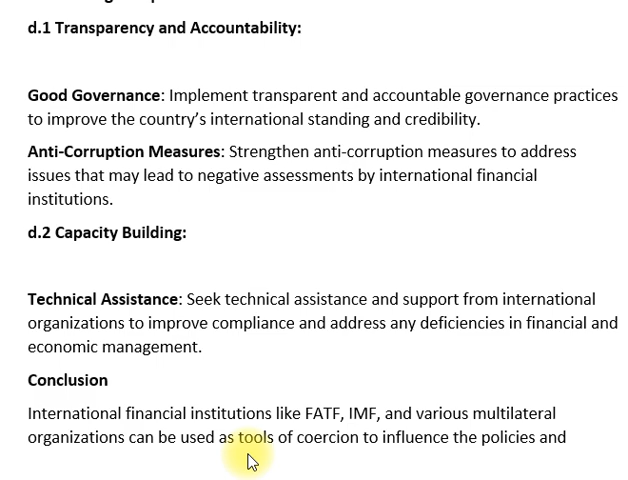 d.1 Transparency and Accountability:
Good Governance: Implement transparent and accountable governance practices
to improve the country's international standing and credibility.
Anti-Corruption Measures: Strengthen anti-corruption measures to address
issues that may lead to negative assessments by international financial
institutions.
d.2 Capacity Building:
Technical Assistance: Seek technical assistance and support from international
organizations to improve compliance and address any deficiencies in financial and
economic management.
Conclusion
International financial institutions like FATF, IMF, and various multilateral
organizations can be used as tools of coercion to influence the policies and